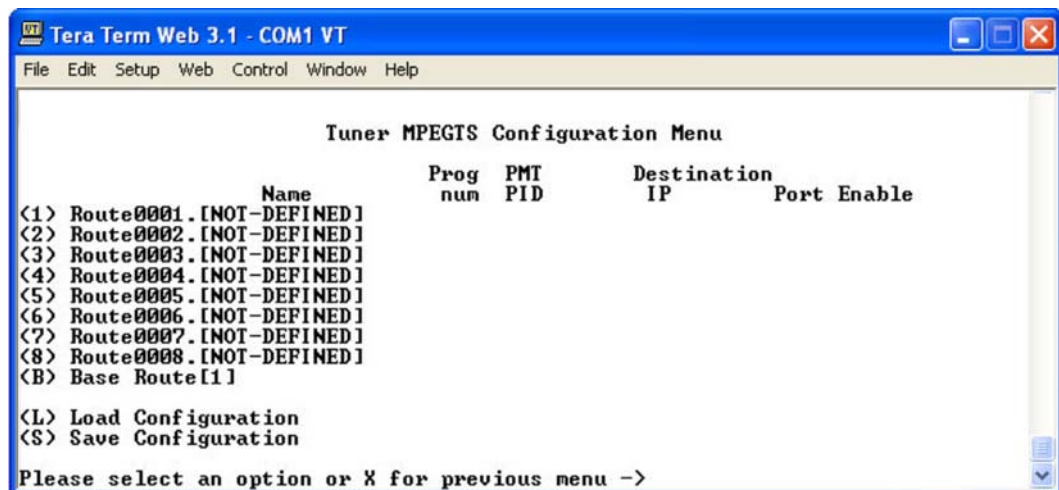 Tera Term Web 3.1 - COM1 VT
File Edit Setup Web Control Window Help
Tuner MPEGTS Configuration Menu
Prog PMT Destination
Name num PID IP Port Enable
(1) Route0001.[NOT-DEFINED]
(2) Route0002.[NOT-DEFINED]
(3) Route0003.[NOT-DEFINED]
(4) Route0004.[NOT-DEFINED]
(5) Route0005.[NOT-DEFINED]
(6) Route0006.[NOT-DEFINED]
(7) Route0007.[NOT-DEFINED]
(8) Route0008.[NOT-DEFINED]
(B) Base Route[1]
(L) Load Configuration
(S) Save Configuration
Please select an option or X for previous menu ->